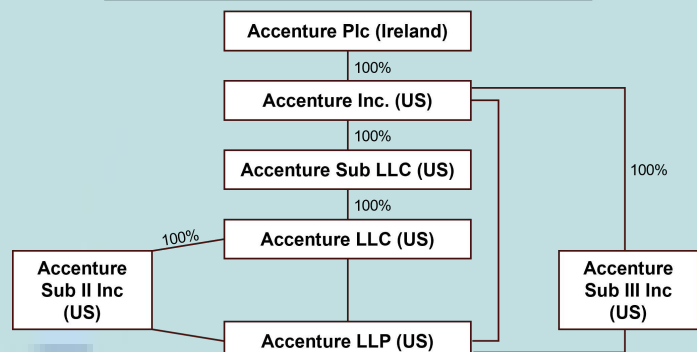 Accenture Plc (Ireland)
100%
Accenture Inc. (US)
100%
100%
Accenture Sub LLC (US)
100%
100%
Accenture LLC (US)
Accenture
Sub II Inc
(US)
Accenture
Sub III Inc
(US)
Accenture LLP (US)